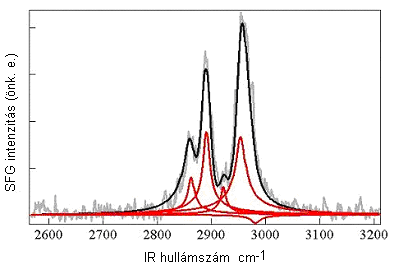 SFG intenzitás (önk. e.)
2600 2700 2800 2900 3000 3100 3200
IR hullámszám cm-1